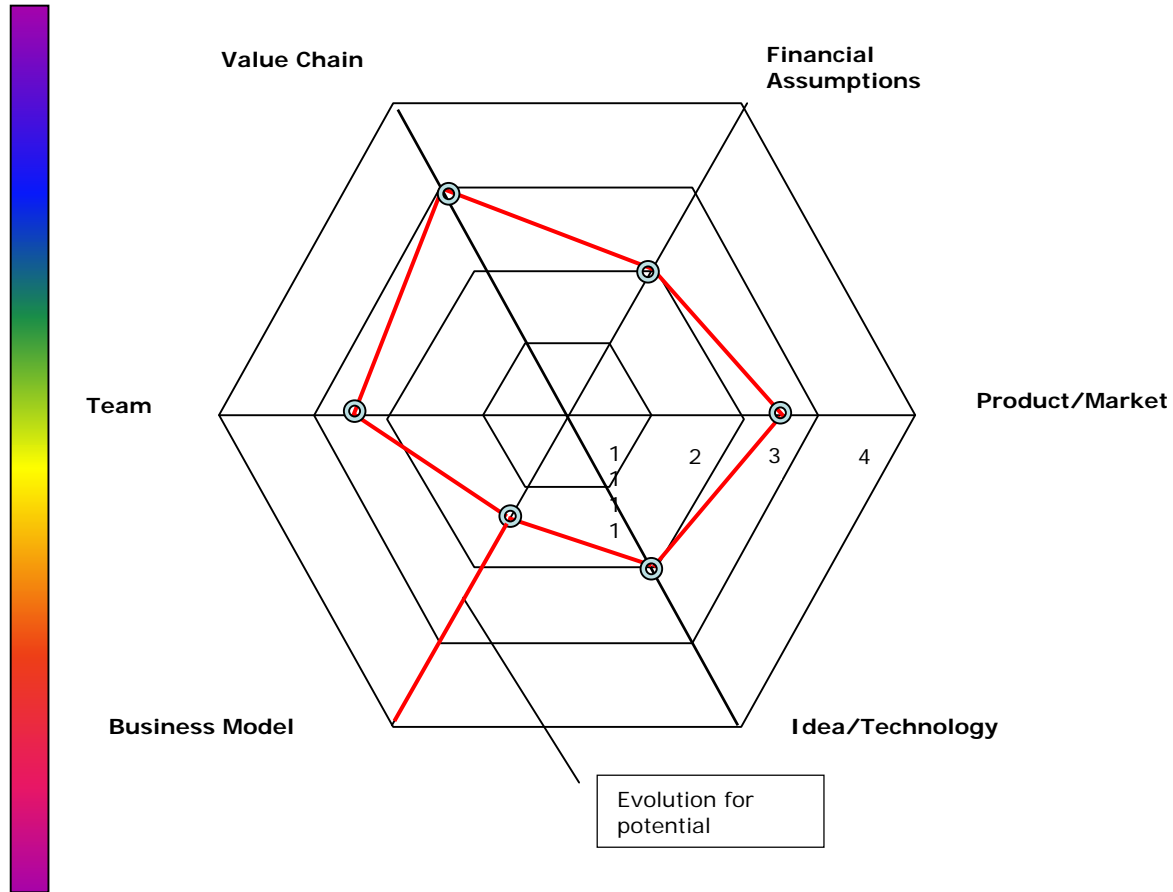 Value Chain
Financial
Assumptions
Team
Product/Market
1
2
3
4
1
1
1
Business Model
Idea/Technology
Evolution for
potential